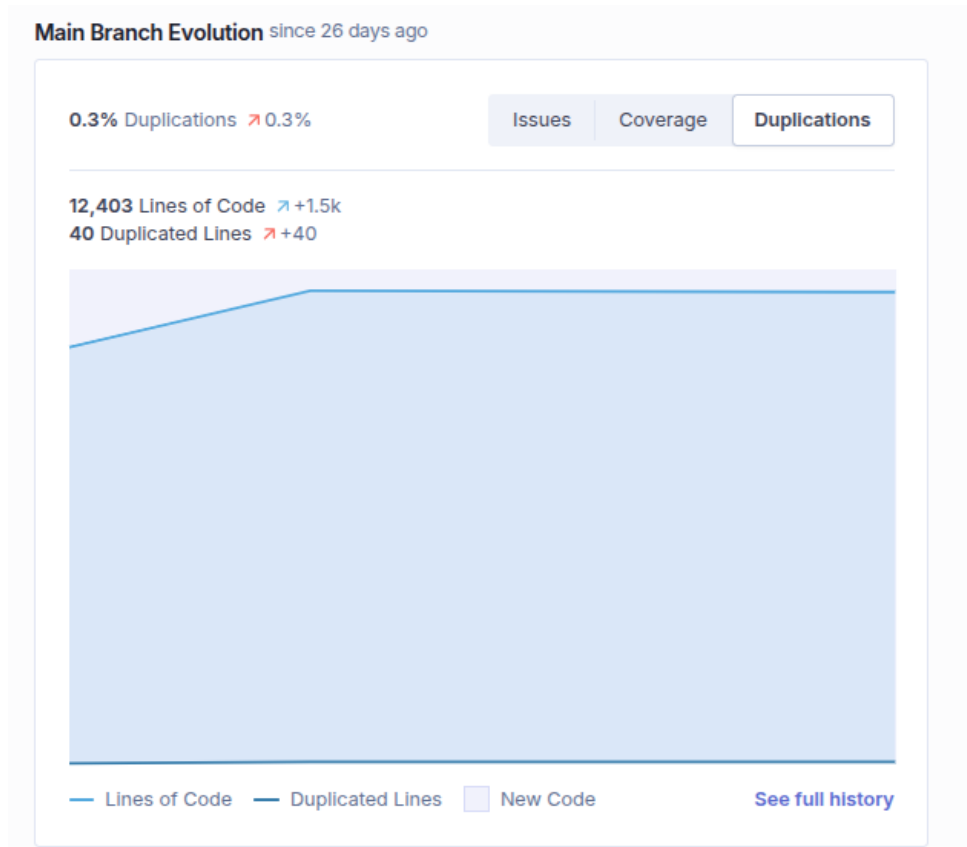 Main Branch Evolution since 26 days ago
0.3% Duplications ↗ 0.3%
Issues Coverage Duplications
12,403 Lines of Code ↗ +1.5k
40 Duplicated Lines ↗ +40
Lines of Code Duplicated Lines New Code See full history